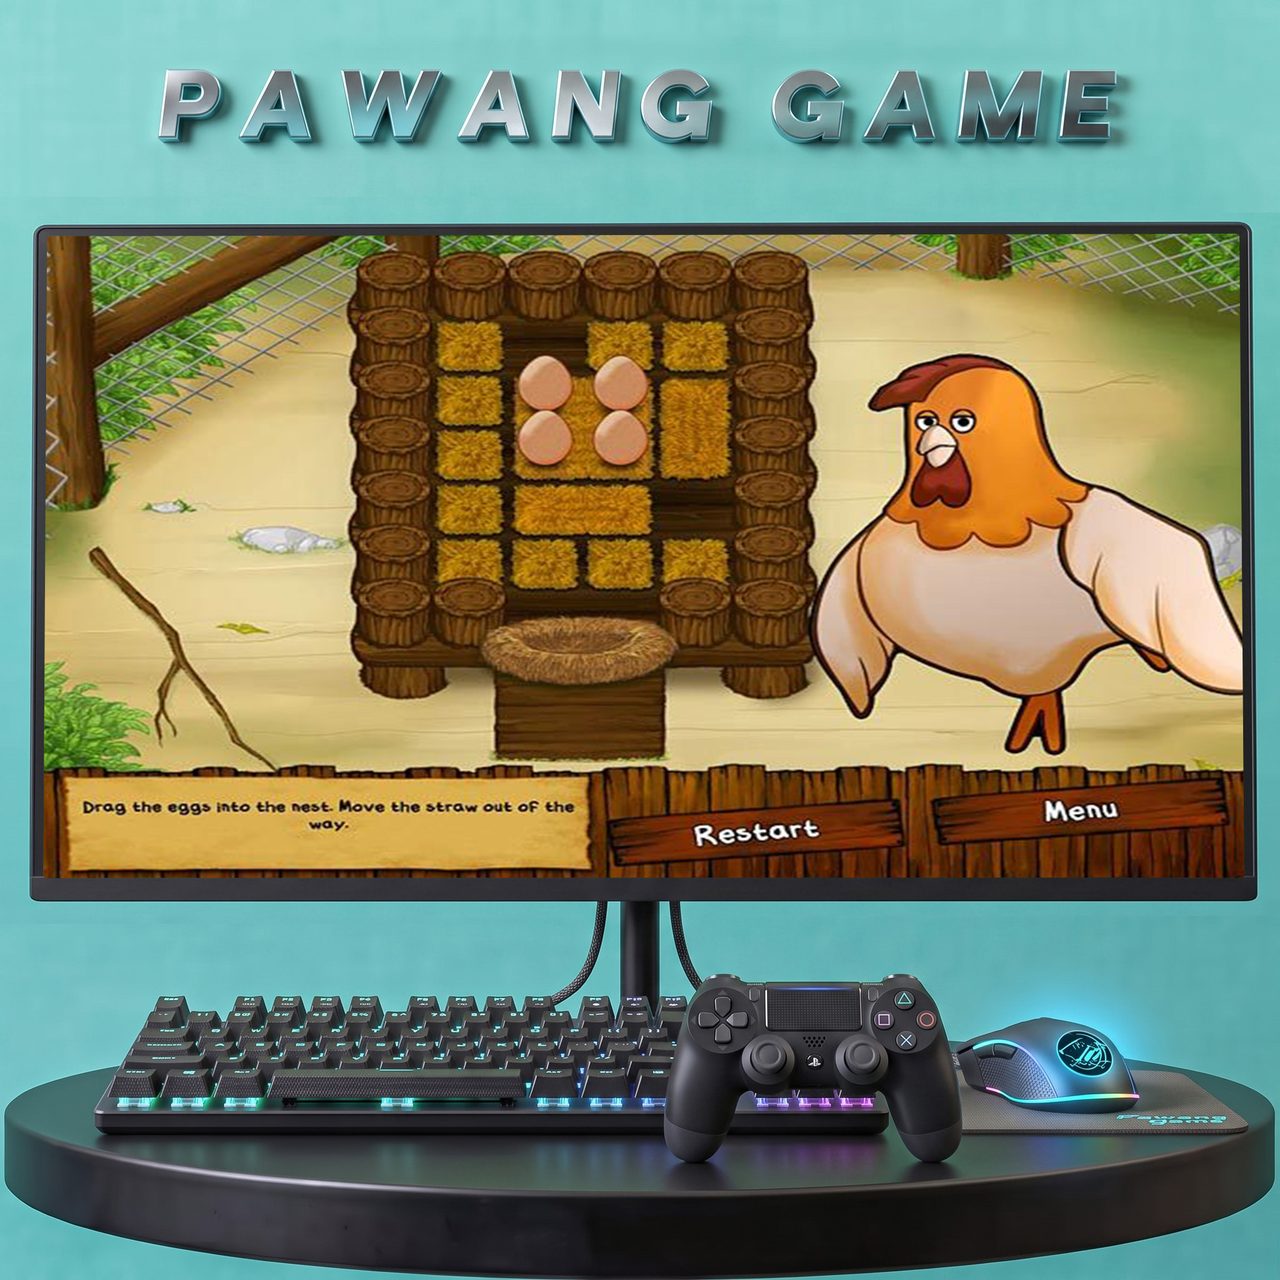 PAWANG GAME
Drag the eggs into the nest. Move the straw out of the
way.
Restart
Menu
Pawang
game